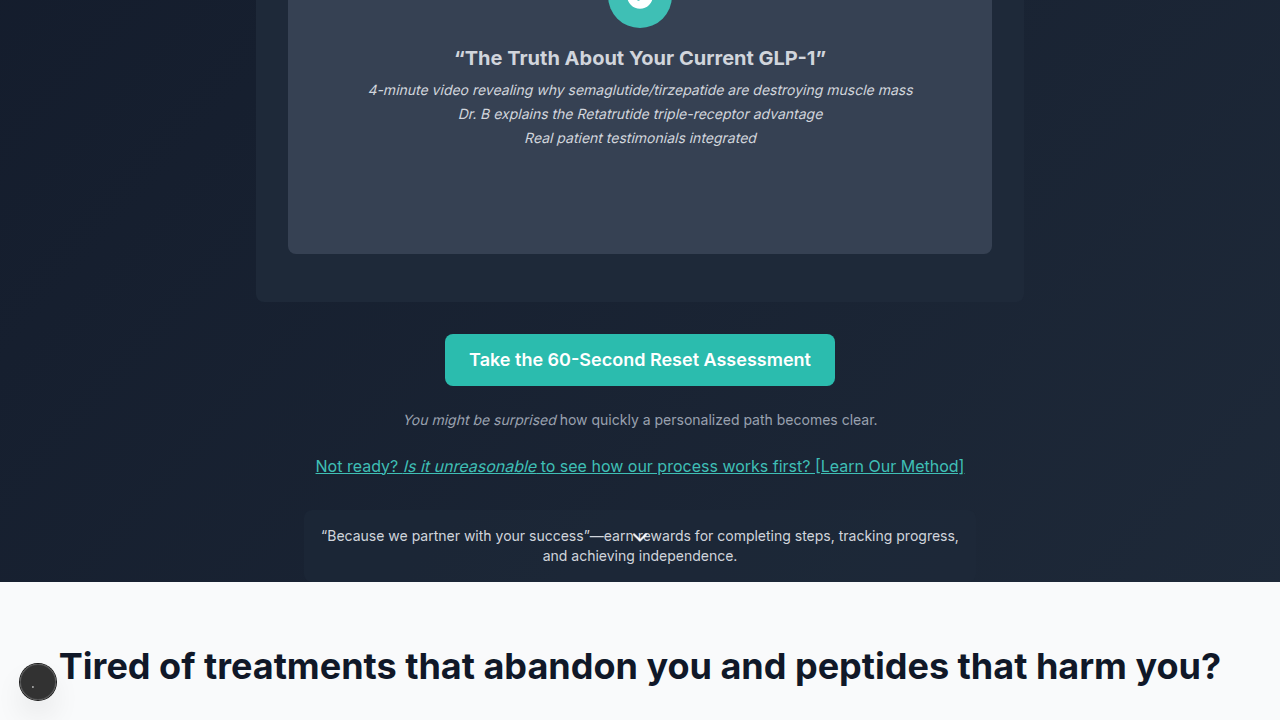 “The Truth About Your Current GLP-1”
4-minute video revealing why semaglutide/tirzepatide are destroying muscle mass
Dr. B explains the Retatrutide triple-receptor advantage
Real patient testimonials integrated
Take the 60-Second Reset Assessment
You might be surprised how quickly a personalized path becomes clear.
Not ready? Is it unreasonable to see how our process works first? [Learn Our Method]
“Because we partner with your success”—earn rewards for completing steps, tracking progress,
and achieving independence.
Tired of treatments that abandon you and peptides that harm you?